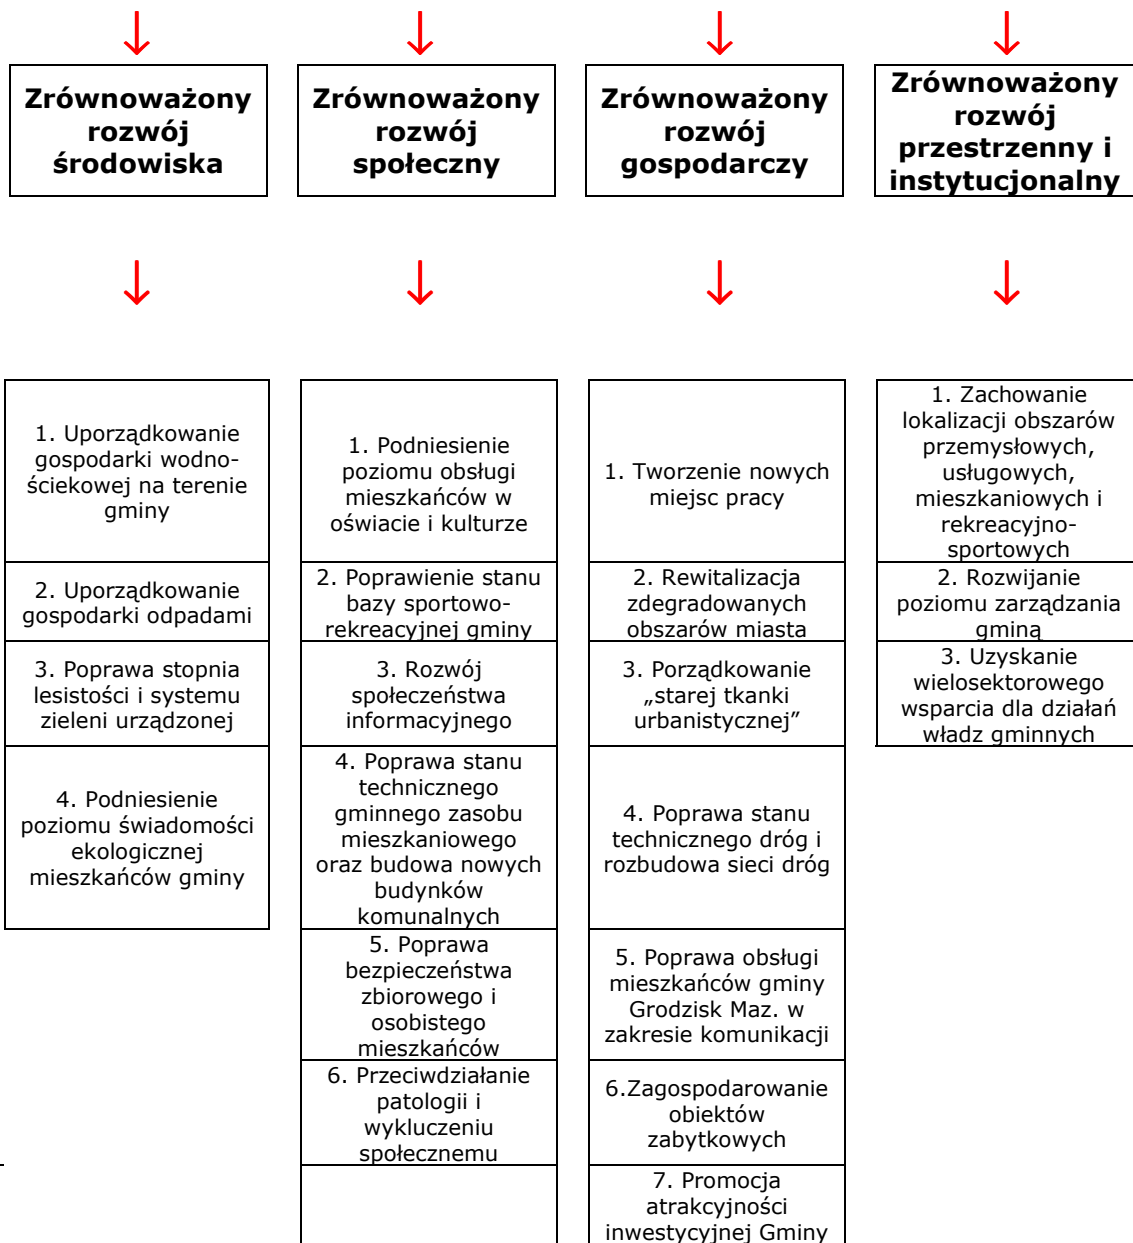 Zrównoważony
rozwój
środowiska
Zrównoważony
rozwój
społeczny
Zrównoważony
rozwój
gospodarczy
Zrównoważony
rozwój
przestrzenny i
instytucjonalny
1. Uporządkowanie
gospodarki wodno-
ściekowej na terenie
gminy
2. Uporządkowanie
gospodarki odpadami
3. Poprawa stopnia
lesistości i systemu
zieleni urządzonej
4. Podniesienie
poziomu świadomości
ekologicznej
mieszkańców gminy
1. Podniesienie
poziomu obsługi
mieszkańców w
oświacie i kulturze
2. Poprawienie stanu
bazy sportowo-
rekreacyjnej gminy
3. Rozwój
społeczeństwa
informacyjnego
4. Poprawa stanu
technicznego
gminnego zasobu
mieszkaniowego
oraz budowa nowych
budynków
komunalnych
5. Poprawa
bezpieczeństwa
zbiorowego i
osobistego
mieszkańców
6. Przeciwdziałanie
patologii i
wykluczeniu
społecznemu
1. Tworzenie nowych
miejsc pracy
2. Rewitalizacja
zdegradowanych
obszarów miasta
3. Porządkowanie
„starej tkanki
urbanistycznej”
4. Poprawa stanu
technicznego dróg i
rozbudowa sieci dróg
5. Poprawa obsługi
mieszkańców gminy
Grodzisk Maz. w
zakresie komunikacji
6.Zagospodarowanie
obiektów
zabytkowych
7. Promocja
atrakcyjności
inwestycyjnej Gminy
1. Zachowanie
lokalizacji obszarów
przemysłowych,
usługowych,
mieszkaniowych i
rekreacyjno-
sportowych
2. Rozwijanie
poziomu zarządzania
gminą
3. Uzyskanie
wielosektorowego
wsparcia dla działań
władz gminnych